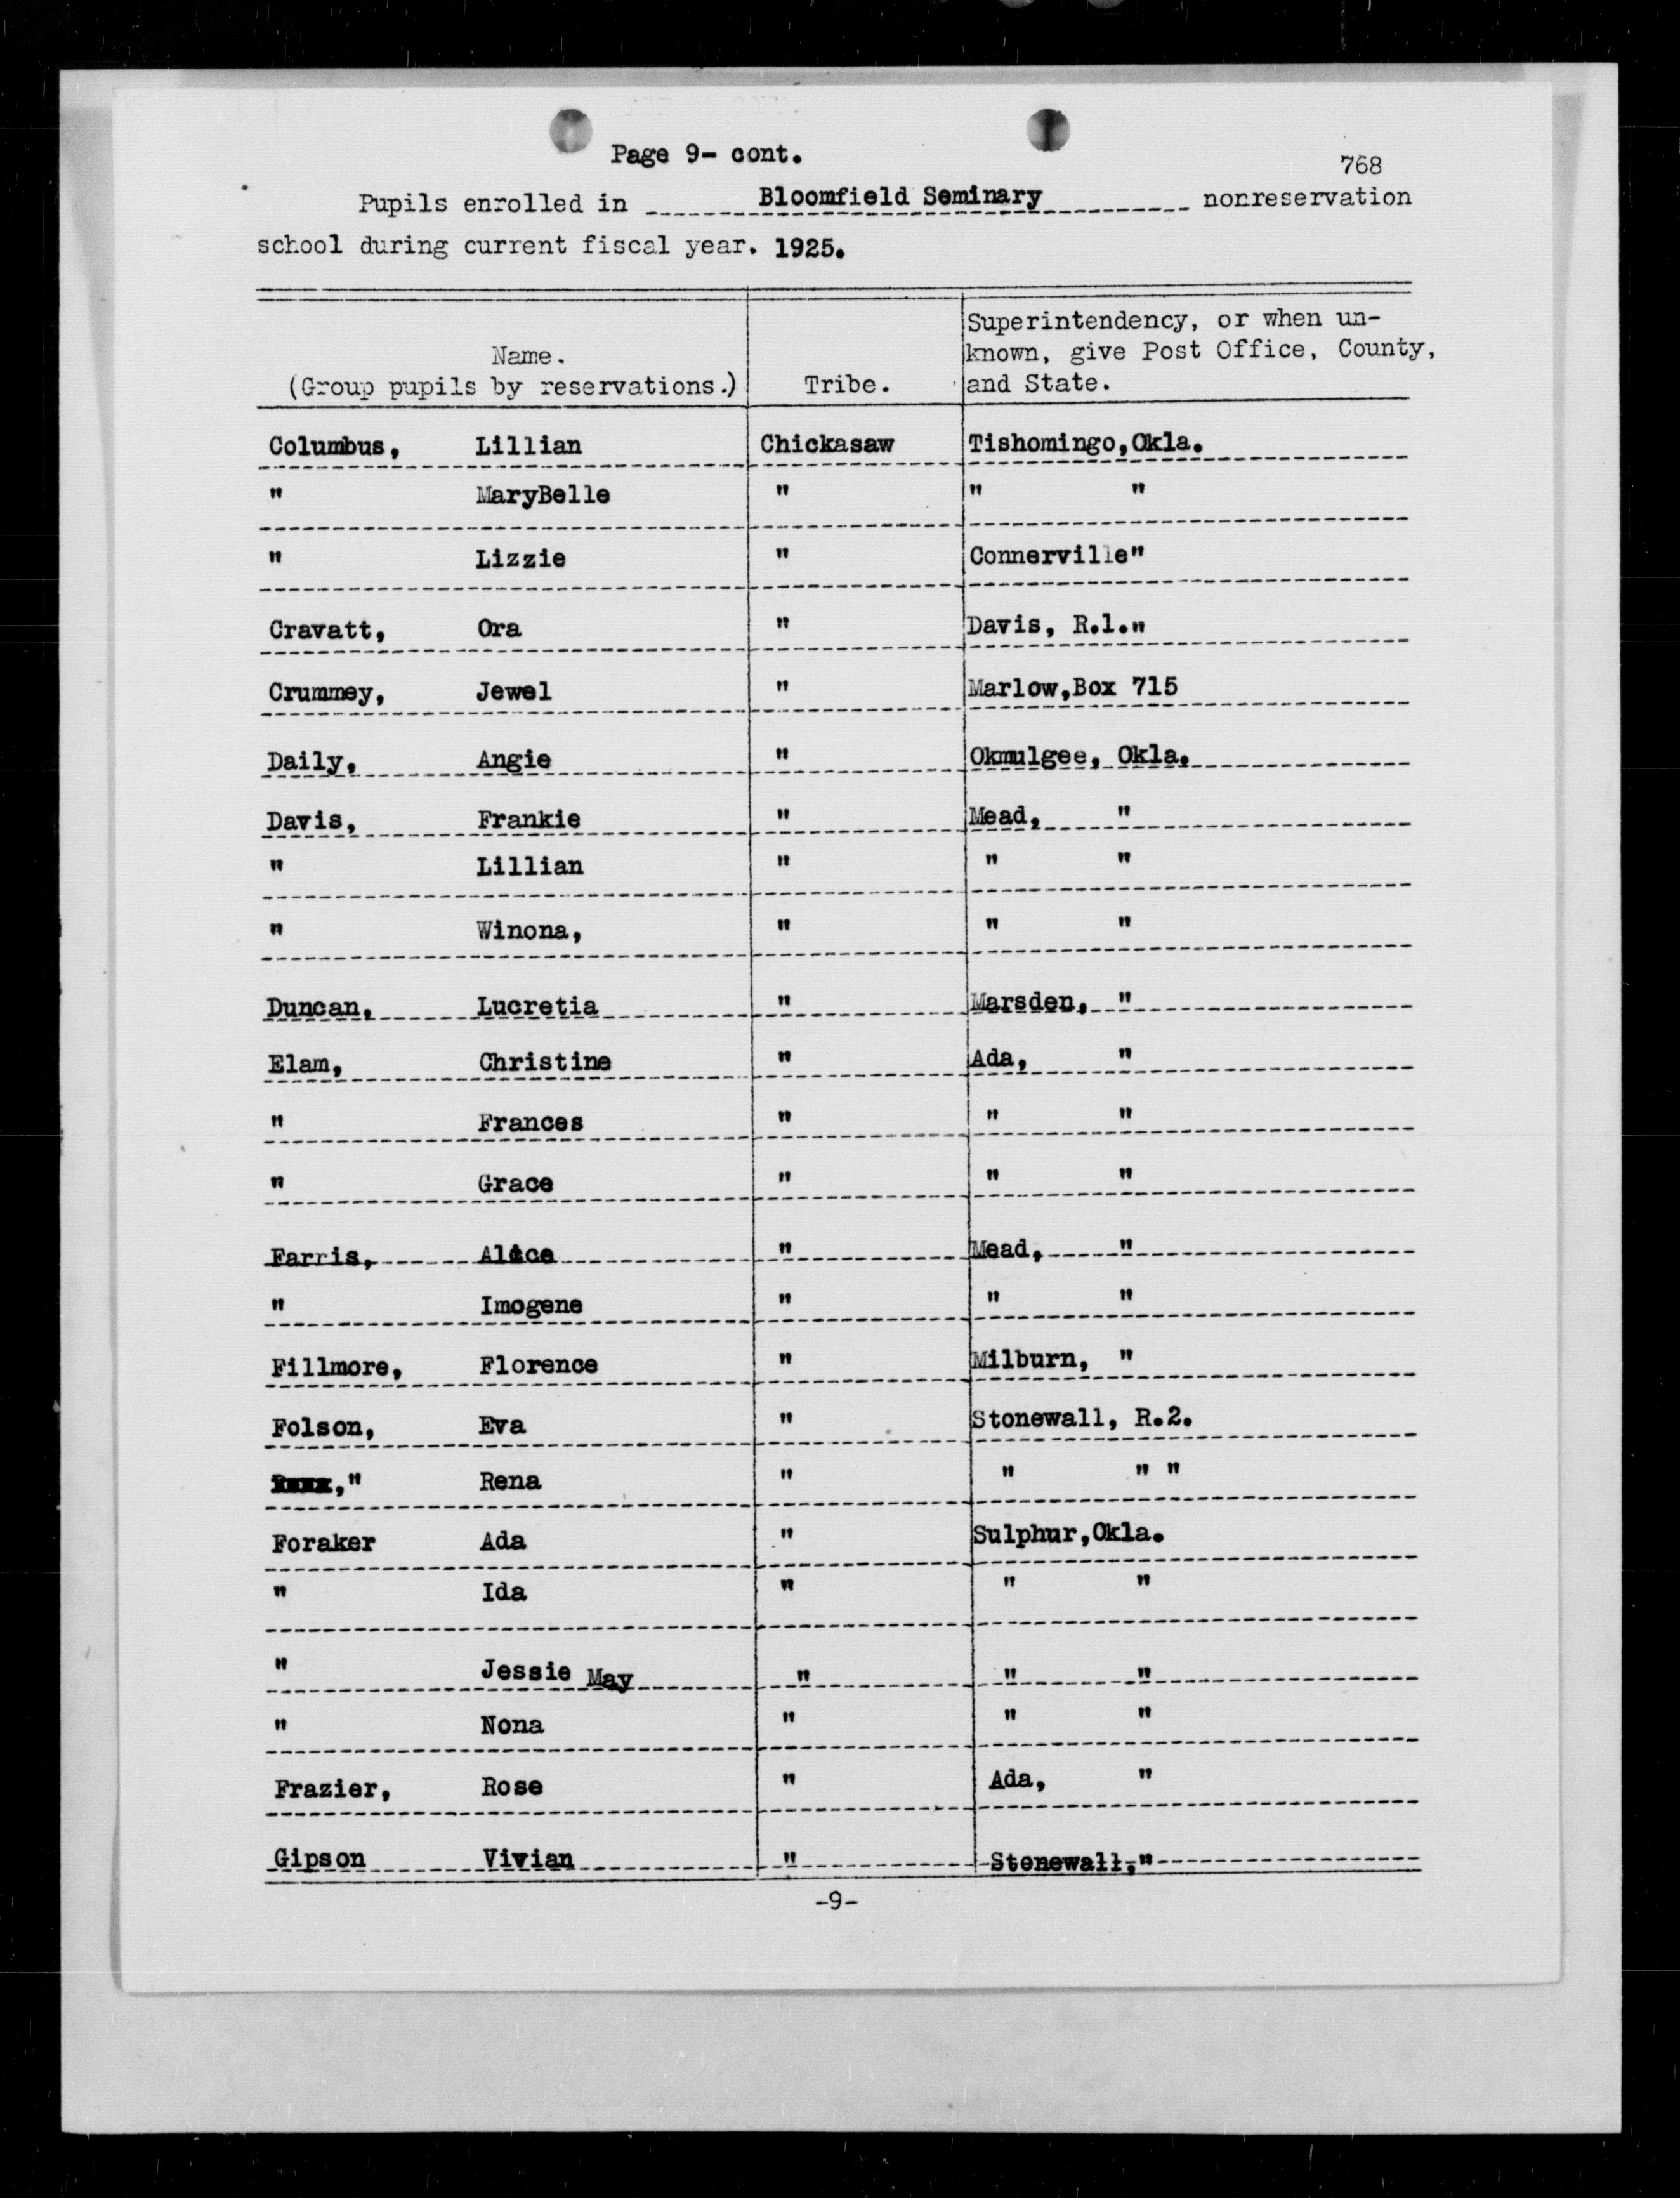 Page 9- cont.
768
Pupils enrolled in Bloomfield Seminary nonreservation
school during current fiscal year. 1925.
Name. (Group pupils by reservations.) Tribe. Superintendency, or when un-known, give Post Office, County, and State.
Columbus, Lillian Chickasaw Tishomingo,Okla.
" MaryBelle " " "
" Lizzie " Connerville"
Cravatt, Ora " Davis, R.1."
Crummey, Jewel " Marlow,Box 715
Daily, Angie " Okmulgee, Okla.
Davis, Frankie " Mead, "
" Lillian " " "
" Winona, " " "
Duncan, Lucretia " Marsden, "
Elam, Christine " Ada, "
" Frances " " "
" Grace " " "
Farris, Alice " Mead, "
" Imogene " " "
Fillmore, Florence " Milburn, "
Folson, Eva " Stonewall, R.2.
," Rena " " " "
Foraker Ada " Sulphur,Okla.
" Ida " " "
" Jessie May " " "
" Nona " " "
Frazier, Rose " Ada, "
Gipson Vivian " Stonewall,"
-9-